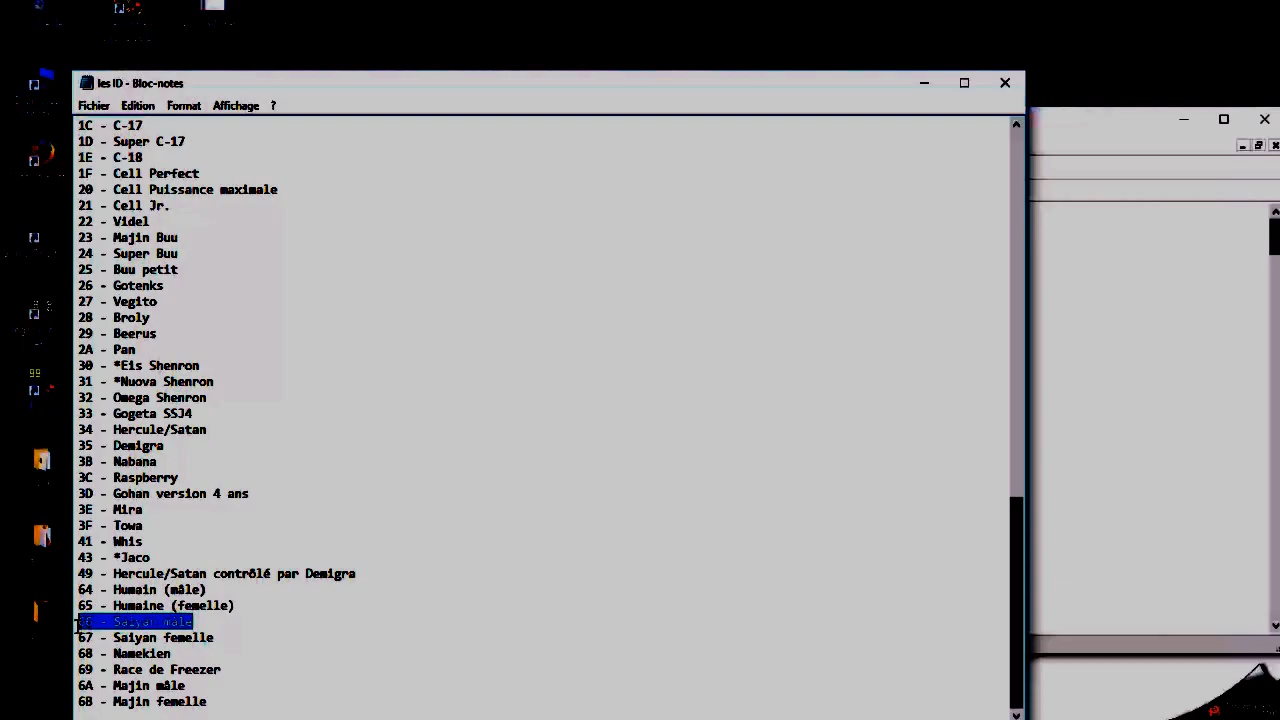 les ID - Bloc-notes
Fichier Edition Format Affichage ?
1C - C-17
1D - Super C-17
1E - C-18
1F - Cell Perfect
20 - Cell Puissance maximale
21 - Cell Jr.
22 - Videl
23 - Majin Buu
24 - Super Buu
25 - Buu petit
26 - Gotenks
27 - Vegito
28 - Broly
29 - Beerus
2A - Pan
30 - *Eis Shenron
31 - *Nuova Shenron
32 - Omega Shenron
33 - Gogeta SSJ4
34 - Hercule/Satan
35 - Demigra
3B - Nabana
3C - Raspberry
3D - Gohan version 4 ans
3E - Mira
3F - Towa
41 - Whis
43 - *Jaco
49 - Hercule/Satan contrôlé par Demigra
64 - Humain (mâle)
65 - Humaine (femelle)
66 - Saiyan mâle
67 - Saiyan femelle
68 - Namekien
69 - Race de Freezer
6A - Majin mâle
6B - Majin femelle